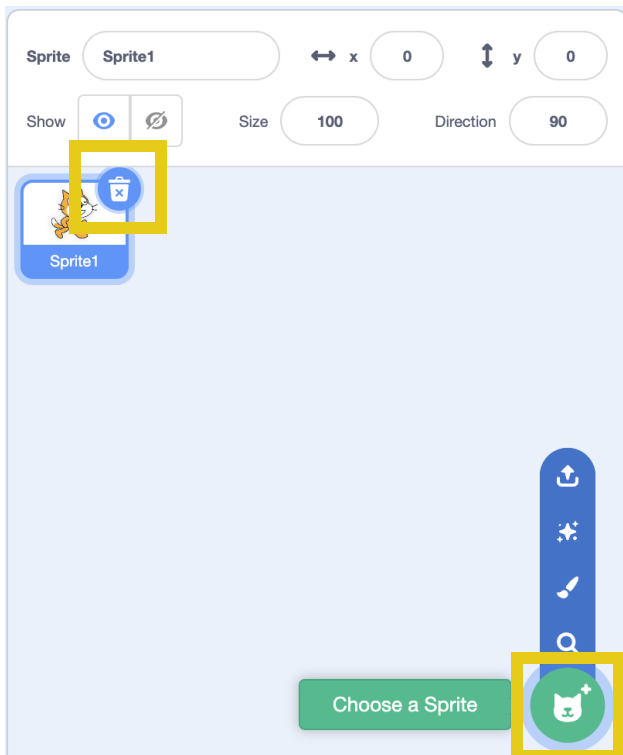 Sprite Sprite1 x 0 y 0
Show Size 100 Direction 90
Sprite1
Choose a Sprite